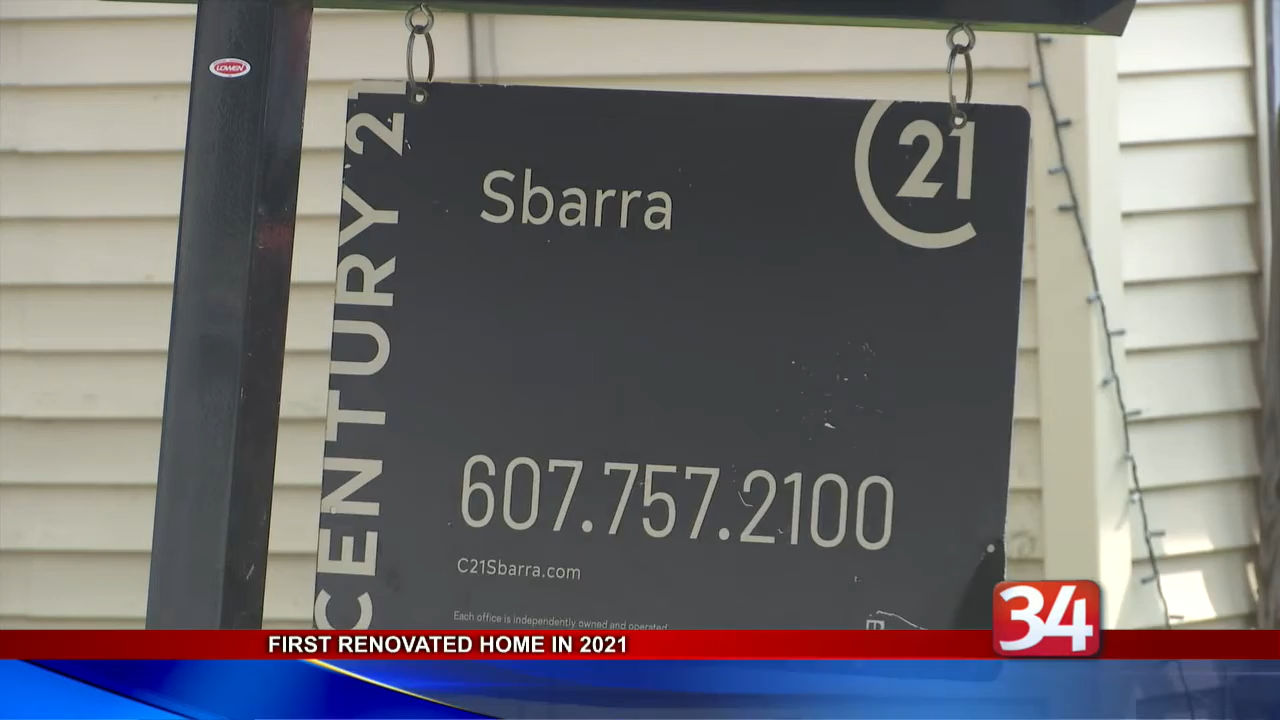 LOWEN
CENTURY 21
21
Sbarra
607.757.2100
C21Sbarra.com
Each office is independently owned and operated
34
FIRST RENOVATED HOME IN 2021